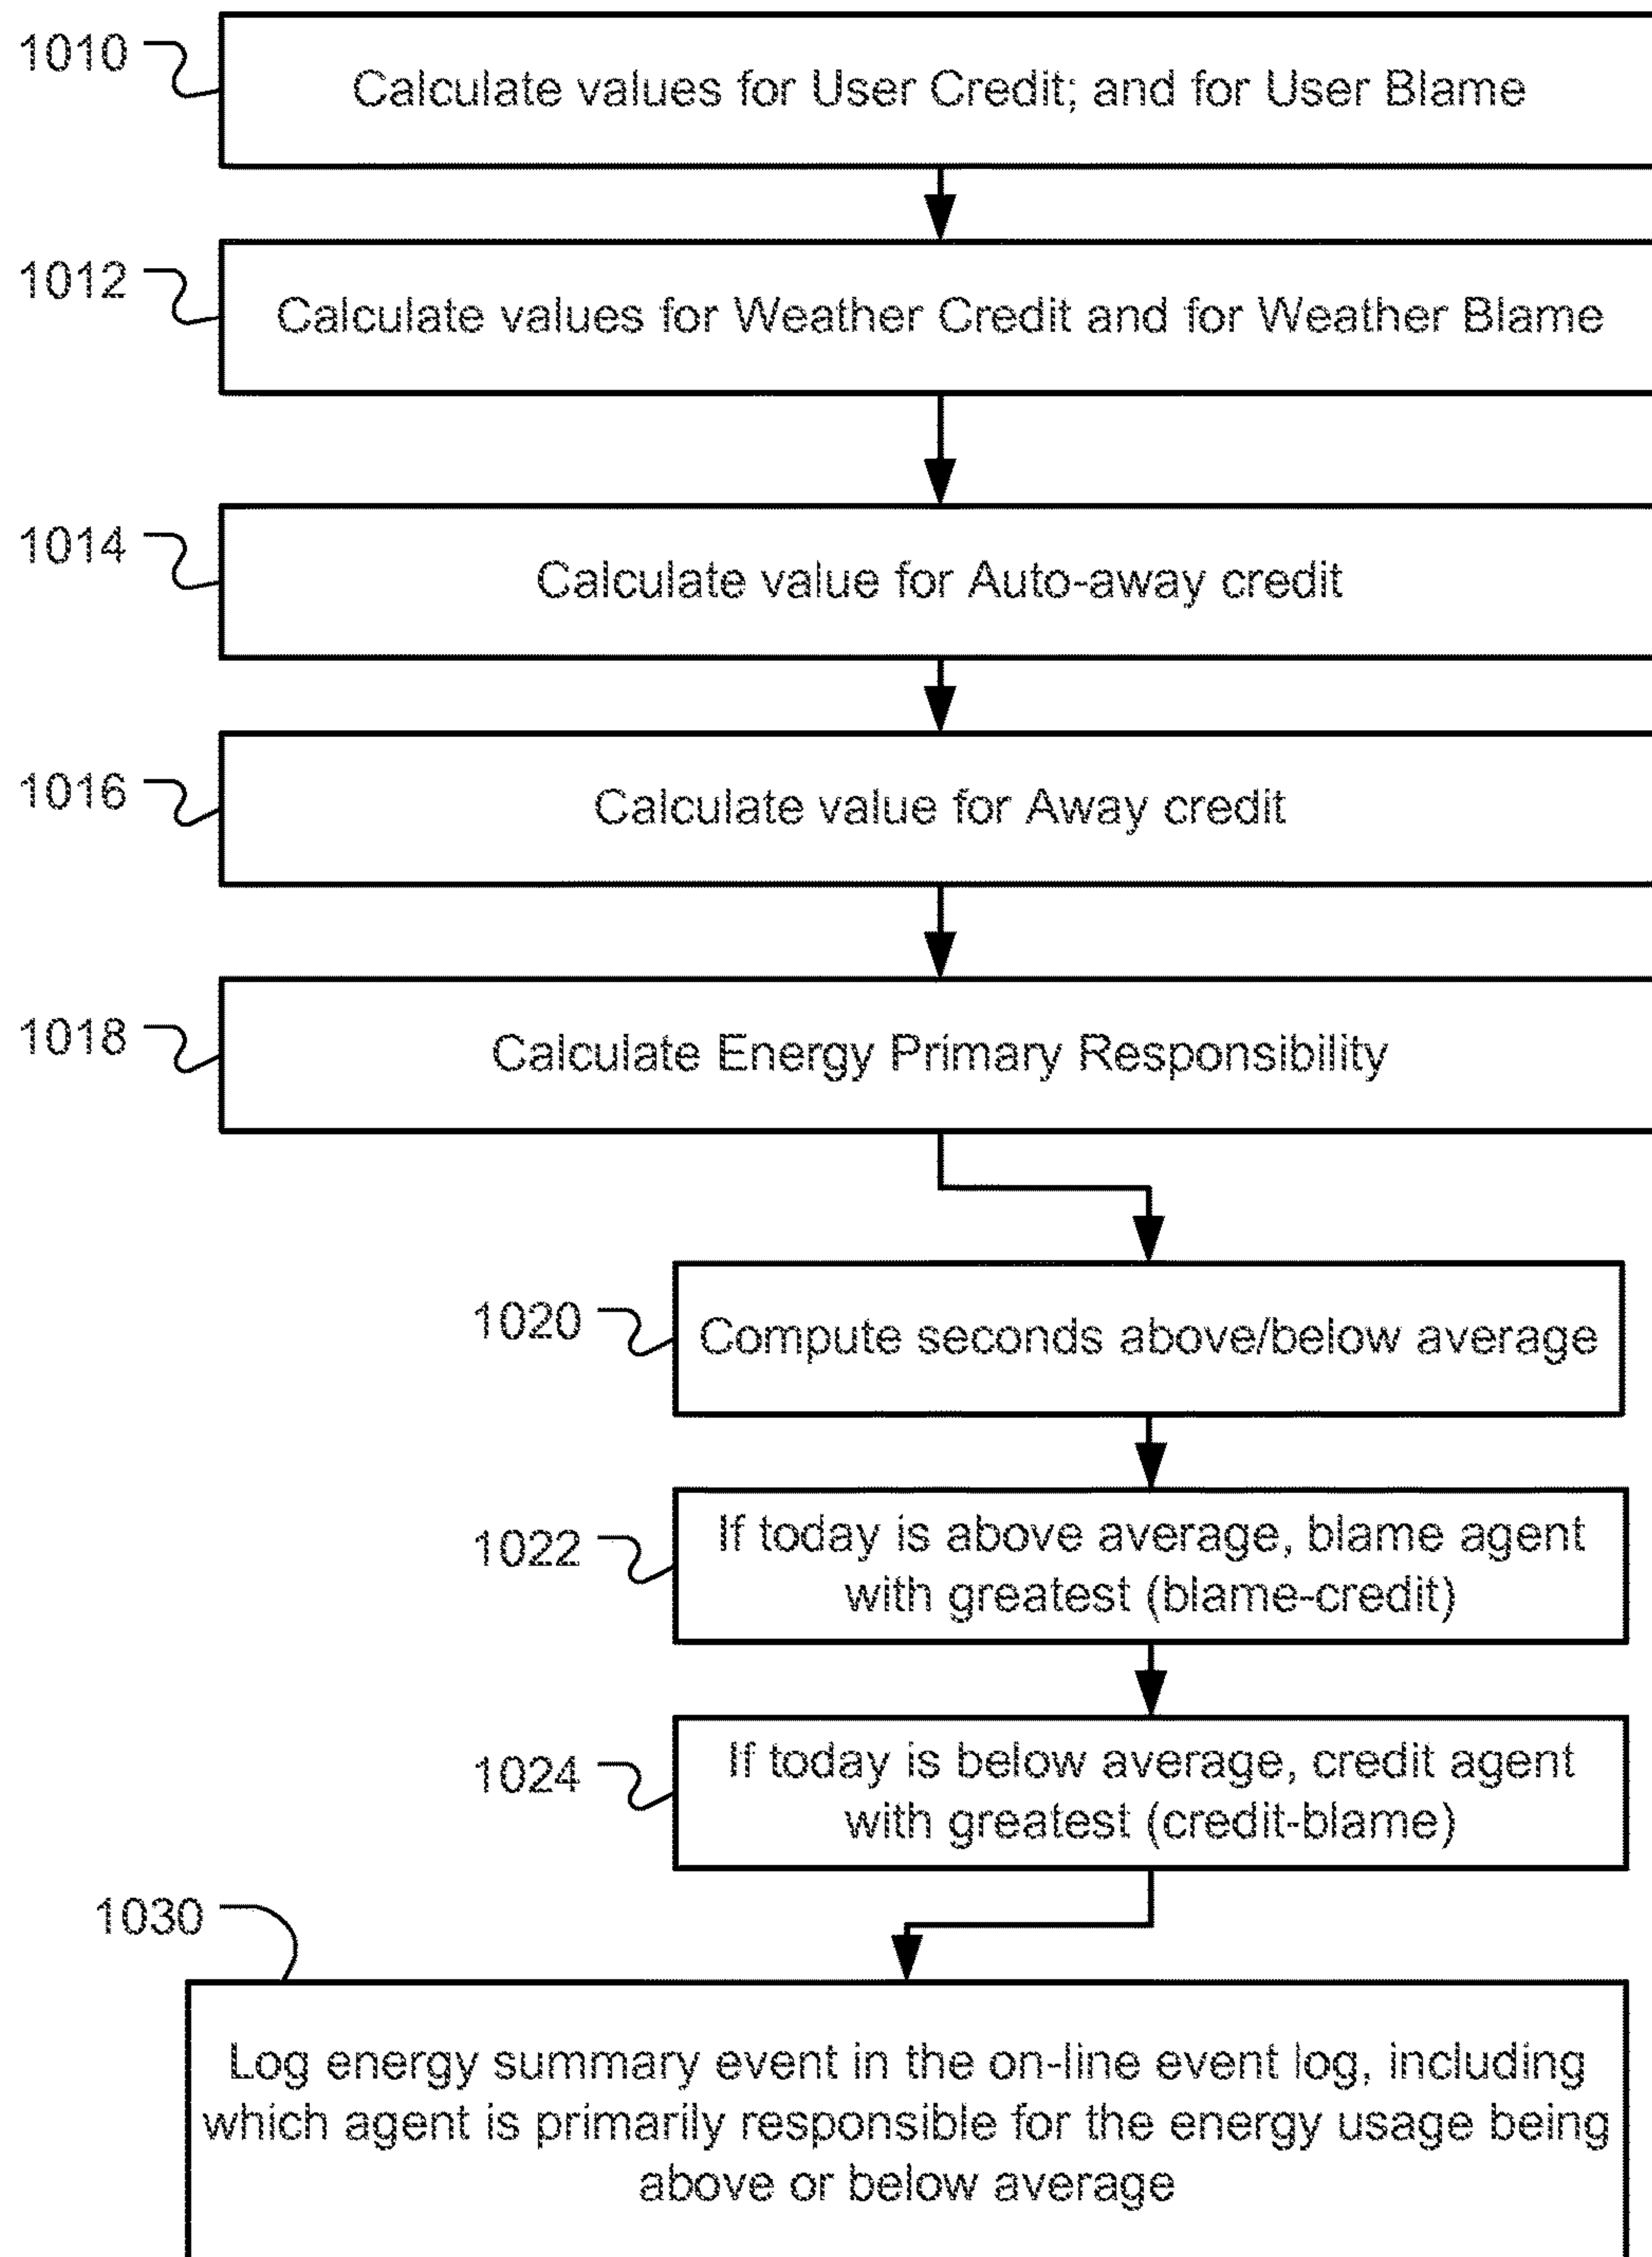 1010
Calculate values for User Credit; and for User Blame
1012
Calculate values for Weather Credit and for Weather Blame
1014
Calculate value for Auto-away credit
1016
Calculate value for Away credit
1018
Calculate Energy Primary Responsibility
1020
Compute seconds above/below average
1022
If today is above average, blame agent
with greatest (blame-credit)
1024
If today is below average, credit agent
with greatest (credit-blame)
1030
Log energy summary event in the on-line event log, including
which agent is primarily responsible for the energy usage being
above or below average